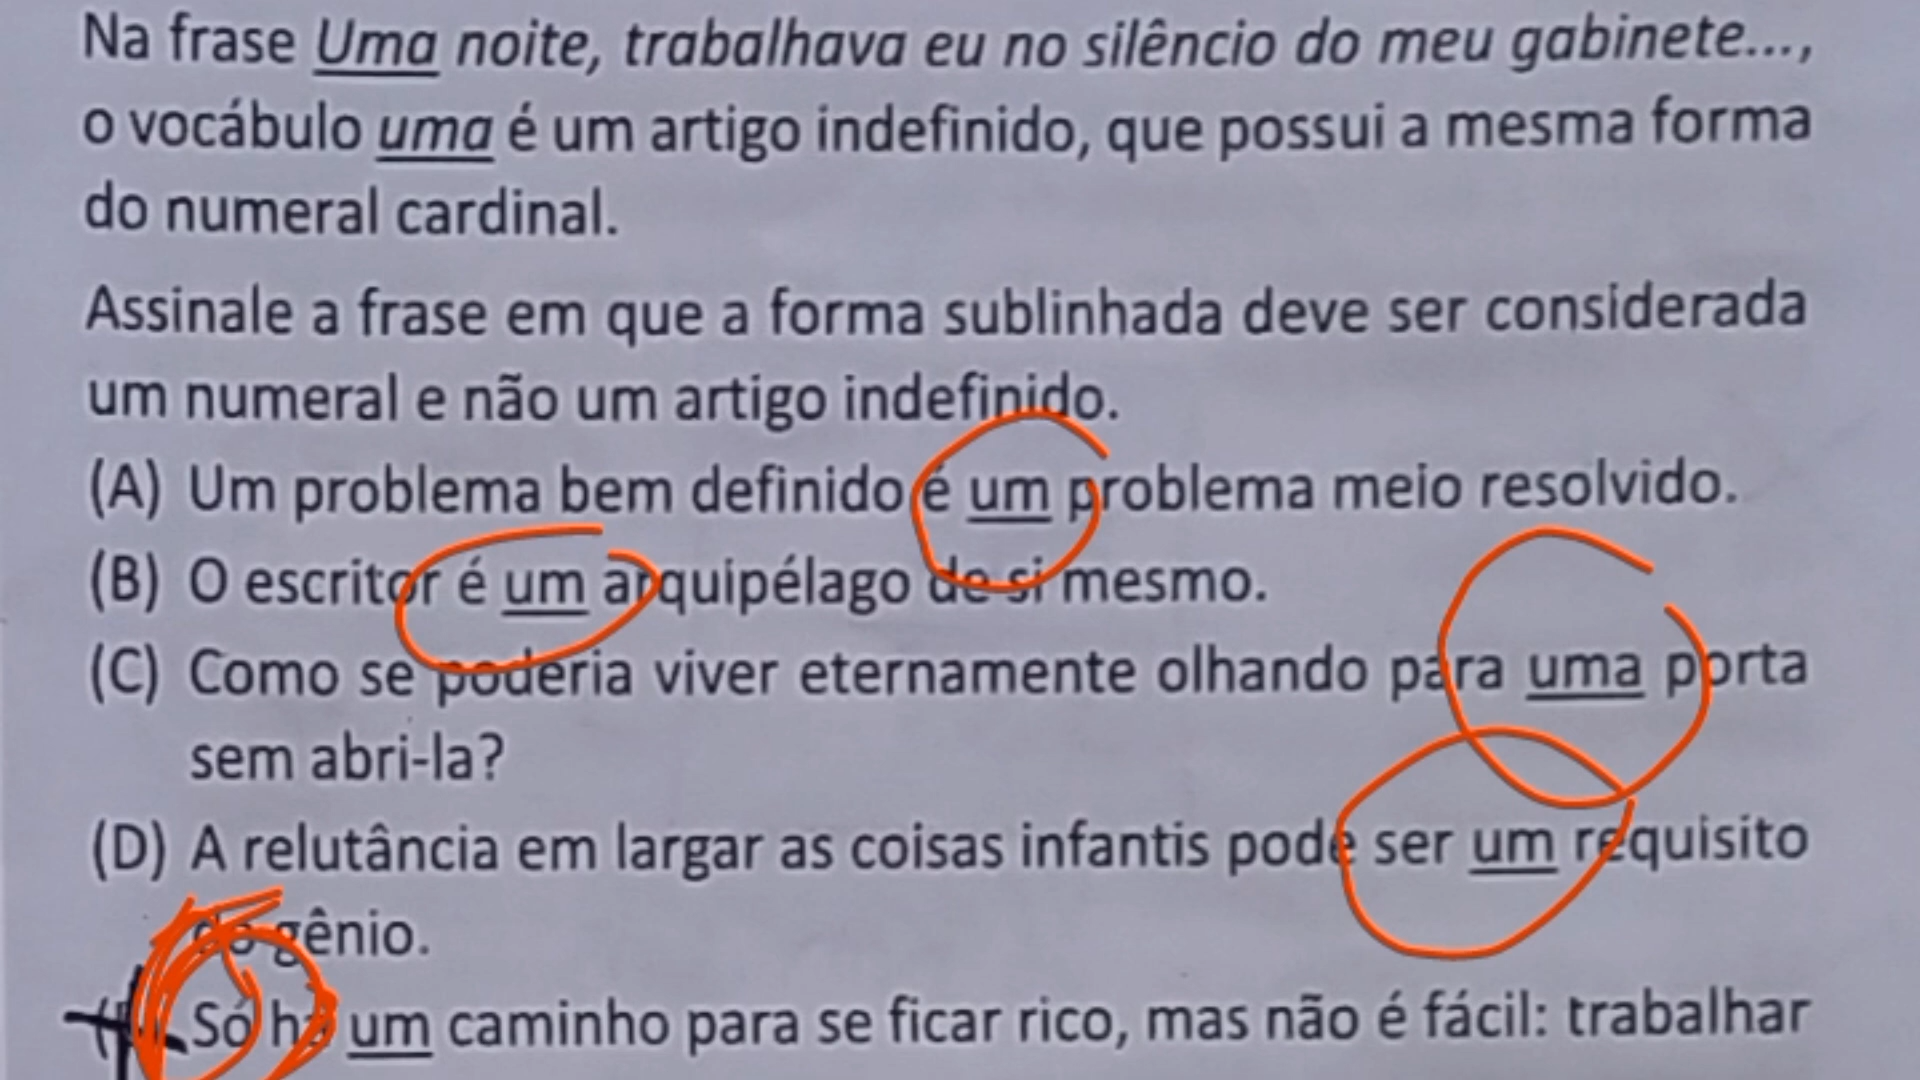 Na frase Uma noite, trabalhava eu no silêncio do meu gabinete...,
o vocábulo uma é um artigo indefinido, que possui a mesma forma
do numeral cardinal.
Assinale a frase em que a forma sublinhada deve ser considerada
um numeral e não um artigo indefinido.
(A) Um problema bem definido é um problema meio resolvido.
(B) O escritor é um arquipélago de si mesmo.
(C) Como se poderia viver eternamente olhando para uma porta
sem abri-la?
(D) A relutância em largar as coisas infantis pode ser um requisito
do gênio.
Só há um caminho para se ficar rico, mas não é fácil: trabalhar